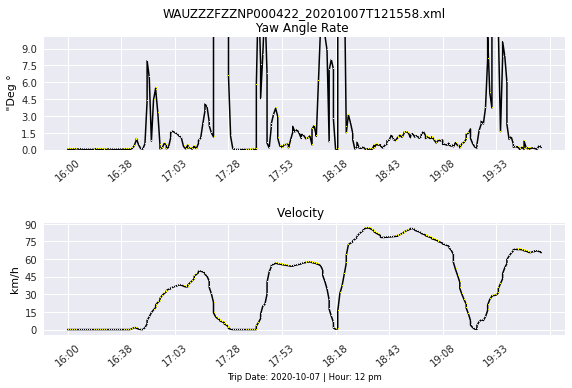 WAUZZZFZZNP000422_20201007T121558.xml
Yaw Angle Rate
"Deg °
9.0
7.5
6.0
4.5
3.0
1.5
0.0
16:00 16:38 17:03 17:28 17:53 18:18 18:43 19:08 19:33
Velocity
km/h
90
75
60
45
30
15
0
16:00 16:38 17:03 17:28 17:53 18:18 18:43 19:08 19:33
Trip Date: 2020-10-07 | Hour: 12 pm